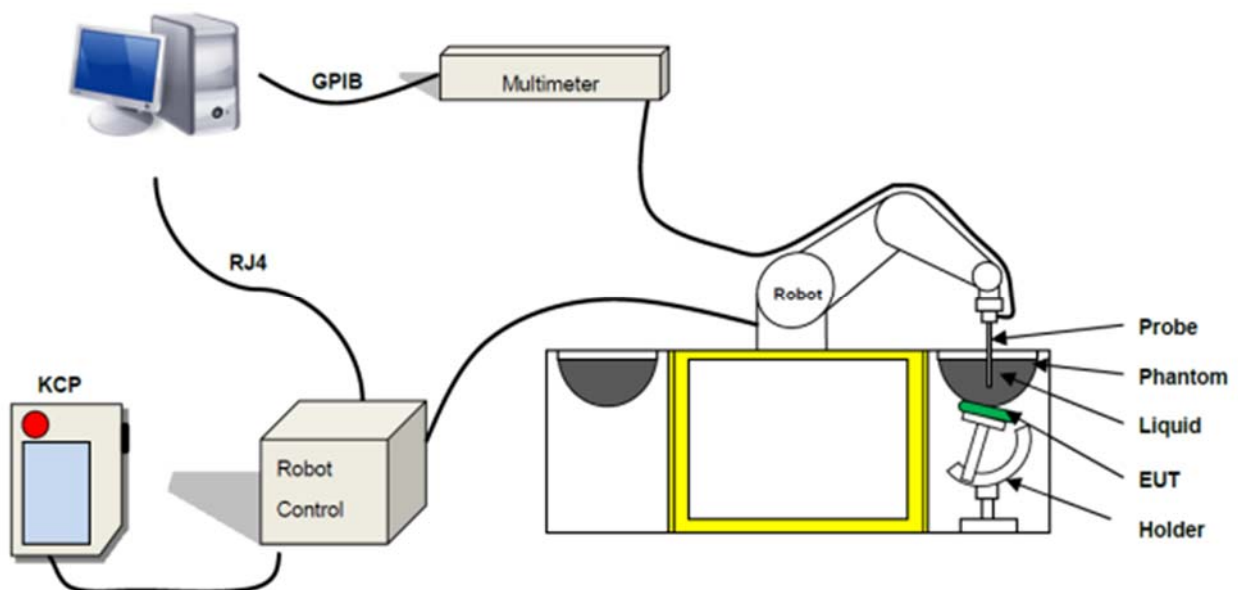 GPIB
Multimeter
RJ4
Robot
KCP
Robot
Control
Probe
Phantom
Liquid
EUT
Holder